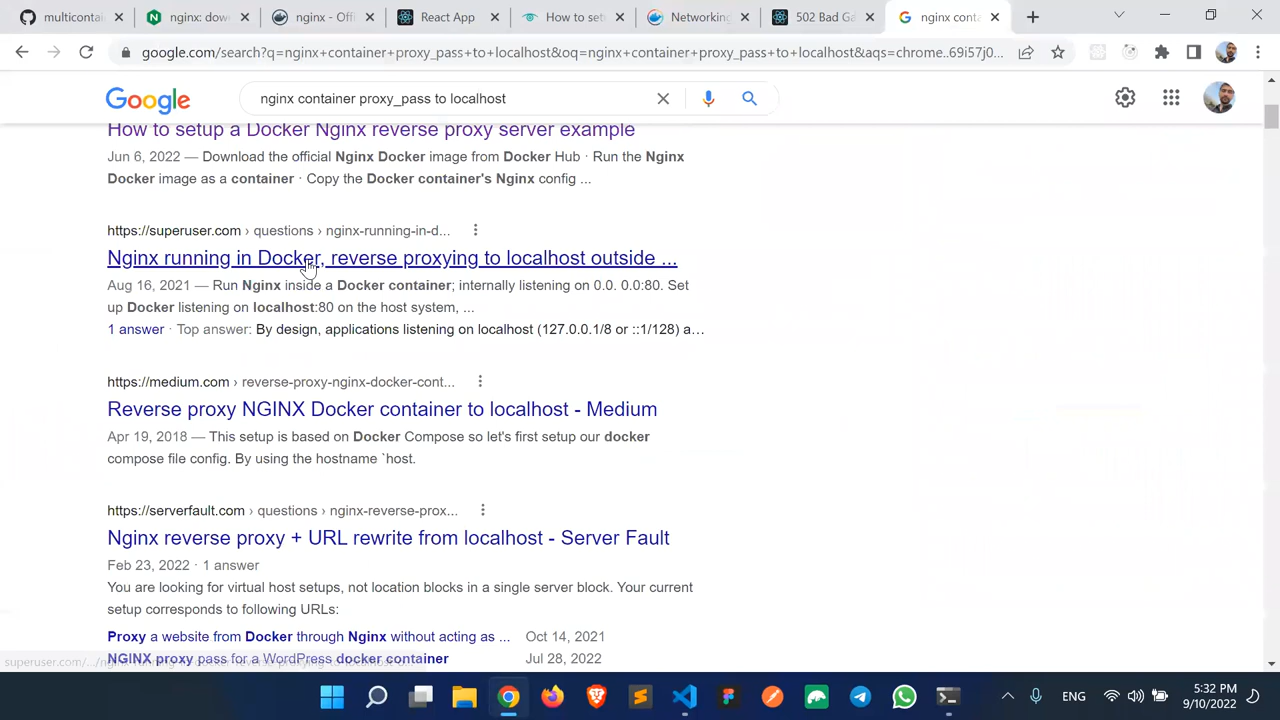 multicontai
nginx: dow
nginx - Offi
React App
How to set
Networking
502 Bad Ga
nginx conta
google.com/search?q=nginx+container+proxy_pass+to+localhost&oq=nginx+container+proxy_pass+to+localhost&aqs=chrome..69i57j0...
Google
nginx container proxy_pass to localhost
How to setup a Docker Nginx reverse proxy server example
Jun 6, 2022 — Download the official Nginx Docker image from Docker Hub · Run the Nginx
Docker image as a container · Copy the Docker container's Nginx config ...
https://superuser.com › questions › nginx-running-in-d...
Nginx running in Docker, reverse proxying to localhost outside ...
Aug 16, 2021 — Run Nginx inside a Docker container; internally listening on 0.0. 0.0:80. Set
up Docker listening on localhost:80 on the host system, ...
1 answer · Top answer: By design, applications listening on localhost (127.0.0.1/8 or ::1/128) a…
https://medium.com › reverse-proxy-nginx-docker-cont...
Reverse proxy NGINX Docker container to localhost - Medium
Apr 19, 2018 — This setup is based on Docker Compose so let's first setup our docker
compose file config. By using the hostname `host.
https://serverfault.com › questions › nginx-reverse-prox...
Nginx reverse proxy + URL rewrite from localhost - Server Fault
Feb 23, 2022 · 1 answer
You are looking for virtual host setups, not location blocks in a single server block. Your current
setup corresponds to following URLs:
Proxy a website from Docker through Nginx without acting as ... Oct 14, 2021
NGINX proxy pass for a WordPress docker container Jul 28, 2022
ENG
5:32 PM
9/10/2022